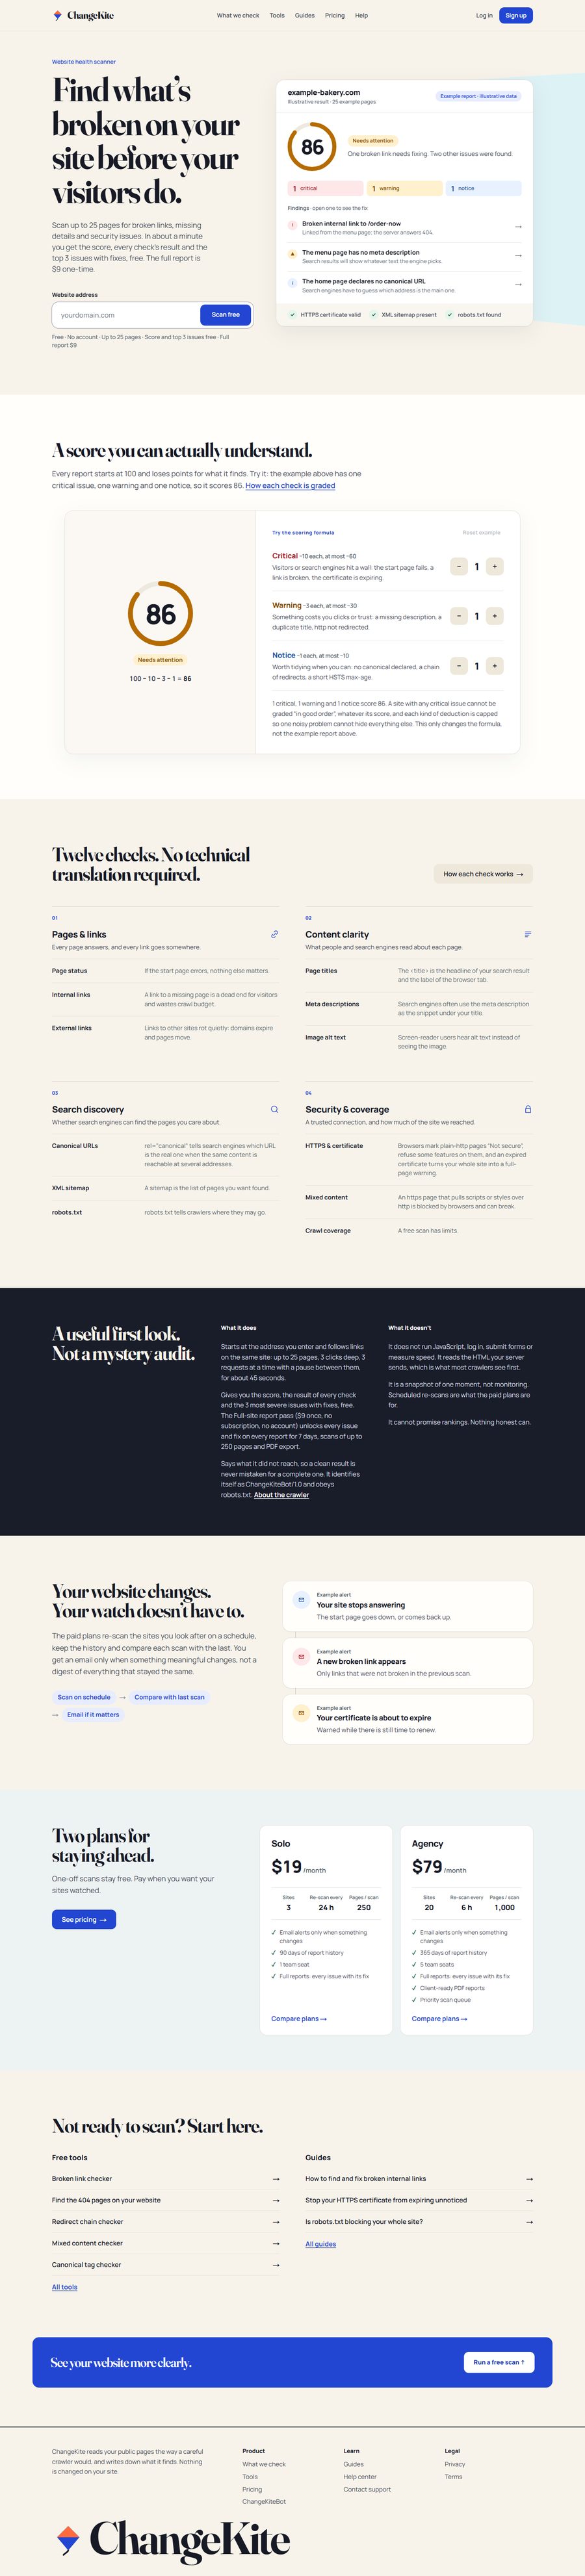 ChangeKite
What we check Tools Guides Pricing Help
Log in Sign up
Website health scanner
Find what's
broken on your
site before your
visitors do.
Scan up to 25 pages for broken links, missing
details and security issues. In about a minute
you get the score, every check's result and the
top 3 issues with fixes, free. The full report is
$9 one-time.
Website address
yourdomain.com
Scan free
Free · No account · Up to 25 pages · Score and top 3 issues free · Full
report $9
example-bakery.com
Illustrative result · 25 example pages
Example report · illustrative data
86
Needs attention
One broken link needs fixing. Two other issues were found.
1 critical
1 warning
1 notice
Findings · open one to see the fix
Broken internal link to /order-now
Linked from the menu page; the server answers 404.
→
The menu page has no meta description
Search results will show whatever text the engine picks.
→
The home page declares no canonical URL
Search engines have to guess which address is the main one.
→
✓ HTTPS certificate valid
✓ XML sitemap present
✓ robots.txt found
A score you can actually understand.
Every report starts at 100 and loses points for what it finds. Try it: the example above has one
critical issue, one warning and one notice, so it scores 86. How each check is graded
86
Needs attention
100 − 10 − 3 − 1 = 86
Try the scoring formula
Reset example
Critical −10 each, at most −60
Visitors or search engines hit a wall: the start page fails, a
link is broken, the certificate is expiring.
− 1 +
Warning −3 each, at most −30
Something costs you clicks or trust: a missing description, a
duplicate title, http not redirected.
− 1 +
Notice −1 each, at most −10
Worth tidying when you can: no canonical declared, a chain
of redirects, a short HSTS max-age.
− 1 +
1 critical, 1 warning and 1 notice score 86. A site with any critical issue cannot be
graded "in good order", whatever its score, and each kind of deduction is capped
so one noisy problem cannot hide everything else. This only changes the formula,
not the example report above.
Twelve checks. No technical
translation required.
How each check works →
01
Pages & links
Every page answers, and every link goes somewhere.
Page status
If the start page errors, nothing else matters.
Internal links
A link to a missing page is a dead end for visitors
and wastes crawl budget.
External links
Links to other sites rot quietly: domains expire
and pages move.
02
Content clarity
What people and search engines read about each page.
Page titles
The <title> is the headline of your search result
and the label of the browser tab.
Meta descriptions
Search engines often use the meta description
as the snippet under your title.
Image alt text
Screen-reader users hear alt text instead of
seeing the image.
03
Search discovery
Whether search engines can find the pages you care about.
Canonical URLs
rel="canonical" tells search engines which URL
is the real one when the same content is
reachable at several addresses.
XML sitemap
A sitemap is the list of pages you want found.
robots.txt
robots.txt tells crawlers where they may go.
04
Security & coverage
A trusted connection, and how much of the site we reached.
HTTPS & certificate
Browsers mark plain-http pages "Not secure",
refuse some features on them, and an expired
certificate turns your whole site into a full-
page warning.
Mixed content
An https page that pulls scripts or styles over
http is blocked by browsers and can break.
Crawl coverage
A free scan has limits.
A useful first look.
Not a mystery audit.
What it does
Starts at the address you enter and follows links
on the same site: up to 25 pages, 3 clicks deep, 3
requests at a time with a pause between them,
for about 45 seconds.
Gives you the score, the result of every check
and the 3 most severe issues with fixes, free.
The Full-site report pass ($9 once, no
subscription, no account) unlocks every issue
and fix on every report for 7 days, scans of up to
250 pages and PDF export.
Says what it did not reach, so a clean result is
never mistaken for a complete one. It identifies
itself as ChangeKiteBot/1.0 and obeys
robots.txt. About the crawler
What it doesn't
It does not run JavaScript, log in, submit forms or
measure speed. It reads the HTML your server
sends, which is what most crawlers see first.
It is a snapshot of one moment, not monitoring.
Scheduled re-scans are what the paid plans are
for.
It cannot promise rankings. Nothing honest can.
Your website changes.
Your watch doesn't have to.
The paid plans re-scan the sites you look after on a schedule,
keep the history and compare each scan with the last. You
get an email only when something meaningful changes, not a
digest of everything that stayed the same.
Scan on schedule → Compare with last scan
→ Email if it matters
Example alert
Your site stops answering
The start page goes down, or comes back up.
Example alert
A new broken link appears
Only links that were not broken in the previous scan.
Example alert
Your certificate is about to expire
Warned while there is still time to renew.
Two plans for
staying ahead.
One-off scans stay free. Pay when you want your
sites watched.
See pricing →
Solo
$19 /month
Sites Re-scan every Pages / scan
3 24 h 250
✓ Email alerts only when something
changes
✓ 90 days of report history
✓ 1 team seat
✓ Full reports: every issue with its fix
Compare plans →
Agency
$79 /month
Sites Re-scan every Pages / scan
20 6 h 1,000
✓ Email alerts only when something
changes
✓ 365 days of report history
✓ 5 team seats
✓ Full reports: every issue with its fix
✓ Client-ready PDF reports
✓ Priority scan queue
Compare plans →
Not ready to scan? Start here.
Free tools
Broken link checker →
Find the 404 pages on your website →
Redirect chain checker →
Mixed content checker →
Canonical tag checker →
All tools
Guides
How to find and fix broken internal links →
Stop your HTTPS certificate from expiring unnoticed →
Is robots.txt blocking your whole site? →
All guides
See your website more clearly.
Run a free scan ↑
ChangeKite reads your public pages the way a careful
crawler would, and writes down what it finds. Nothing
is changed on your site.
Product
What we check
Tools
Pricing
ChangeKiteBot
Learn
Guides
Help center
Contact support
Legal
Privacy
Terms
ChangeKite